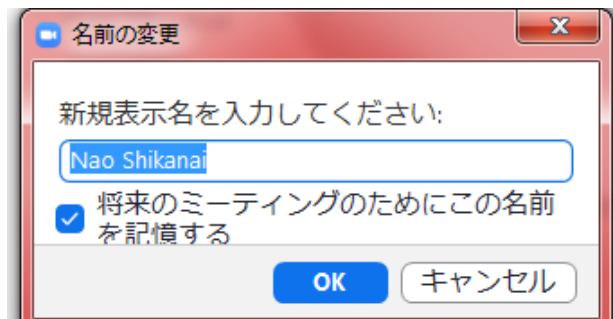 名前の変更
新規表示名を入力してください:
Nao Shikanai
将来のミーティングのためにこの名前
を記憶する
OK
キャンセル